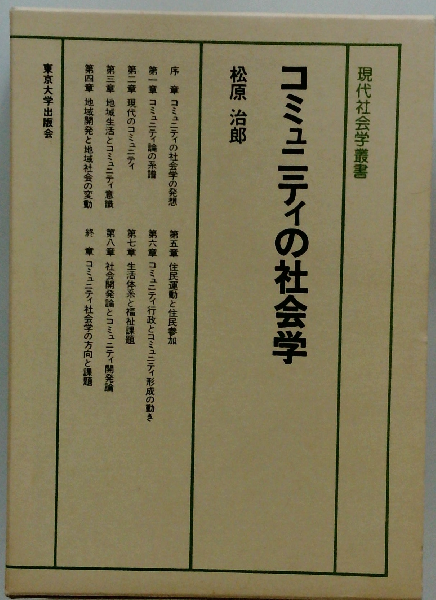 現代社会学叢書
コミュニティの社会学
松原 治郎
序 章 コミュニティの社会学の発想
第一章 コミュニティ論の系譜
第二章 現代のコミュニティ
第三章 地域生活とコミュニティ意識
第四章 地域開発と地域社会の変動
第五章 住民運動と住民参加
第六章 コミュニティ行政とコミュニティ形成の動き
第七章 生活体系と福祉課題
第八章 社会開発論とコミュニティ開発論
終 章 コミュニティ社会学の方向と課題
東京大学出版会